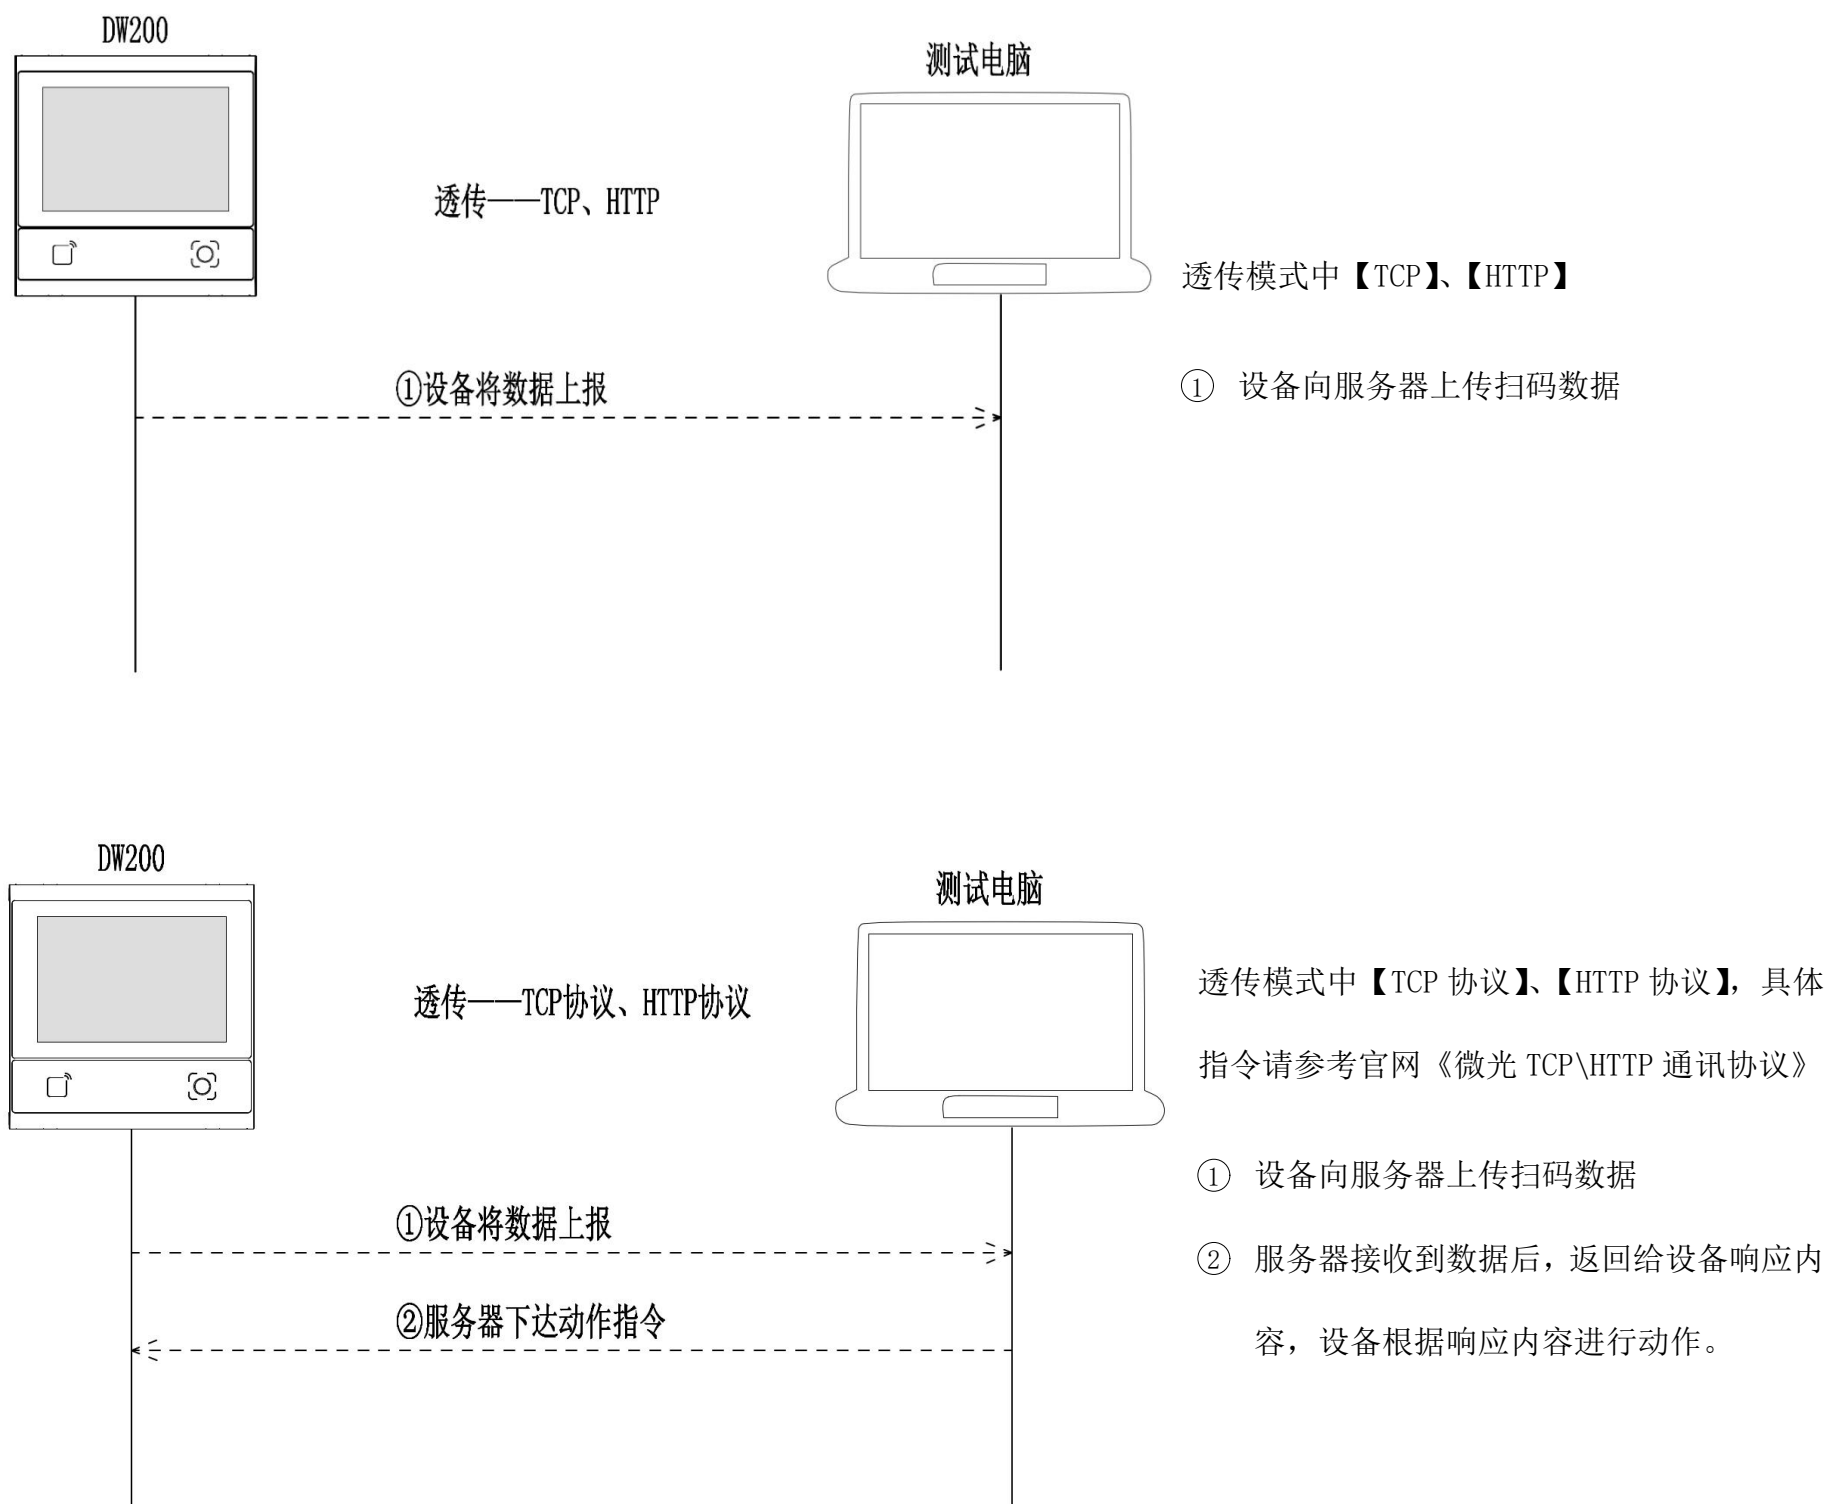 DW200
测试电脑
透传——TCP、HTTP
透传模式中【TCP】、【HTTP】
①设备将数据上报
① 设备向服务器上传扫码数据
DW200
测试电脑
透传——TCP协议、HTTP协议
透传模式中【TCP 协议】、【HTTP 协议】，具体
指令请参考官网《微光 TCP\HTTP 通讯协议》
① 设备向服务器上传扫码数据
①设备将数据上报
② 服务器接收到数据后，返回给设备响应内
②服务器下达动作指令
容，设备根据响应内容进行动作。